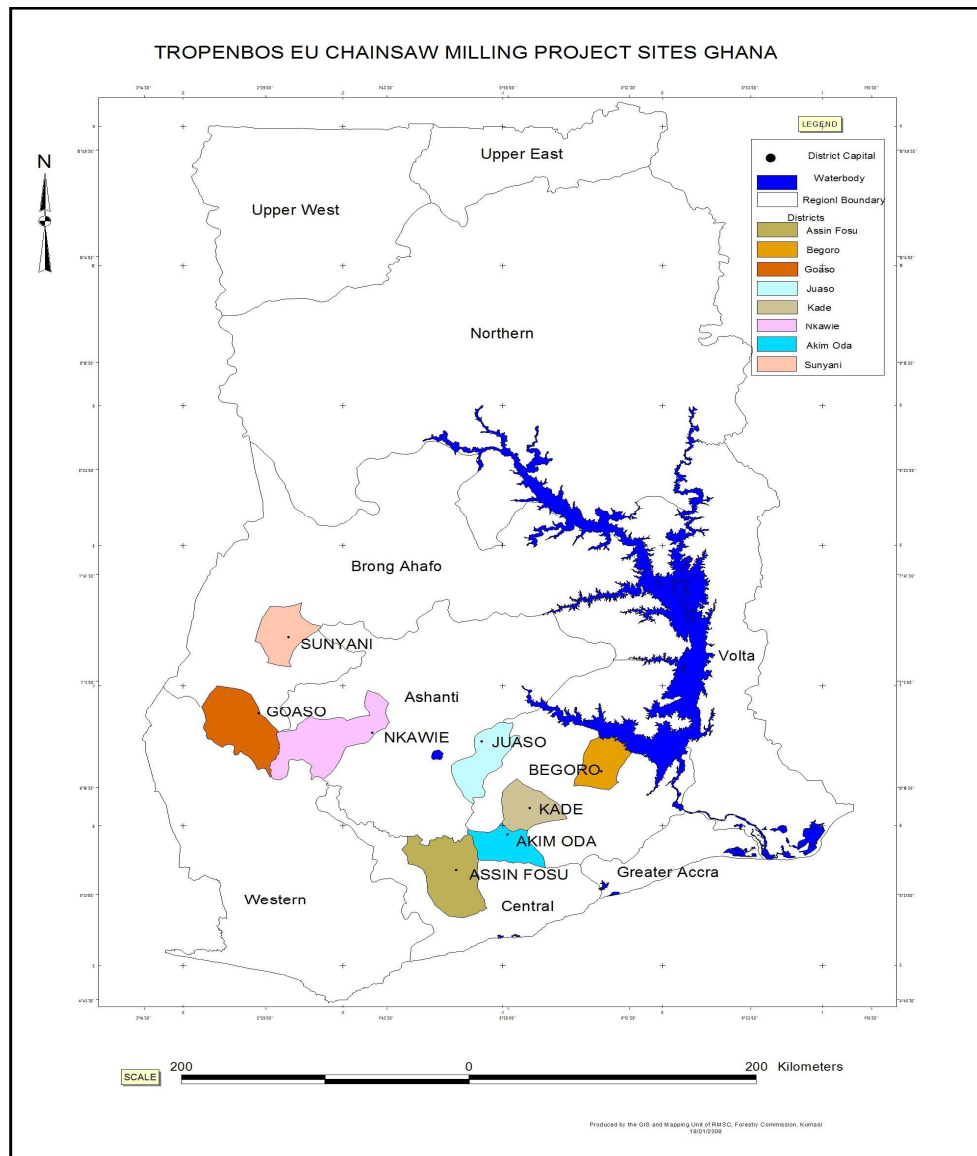 TROPENBOS EU CHAINSAW MILLING PROJECT SITES GHANA
N
LEGEND
District Capital
Waterbody
Regionl Boundary
Districts
Assin Fosu
Begoro
Goaso
Juaso
Kade
Nkawie
Akim Oda
Sunyani
Upper East
Upper West
Northern
Brong Ahafo
SUNYANI
Volta
Ashanti
GOASO
NKAWIE
JUASO
BEGORO
KADE
AKIM ODA
ASSIN FOSU
Greater Accra
Western
Central
SCALE
200 0 200 Kilometers
Produced by the GIS and Mapping Unit of RMSC, Forestry Commission, Kumasi
18/01/2008